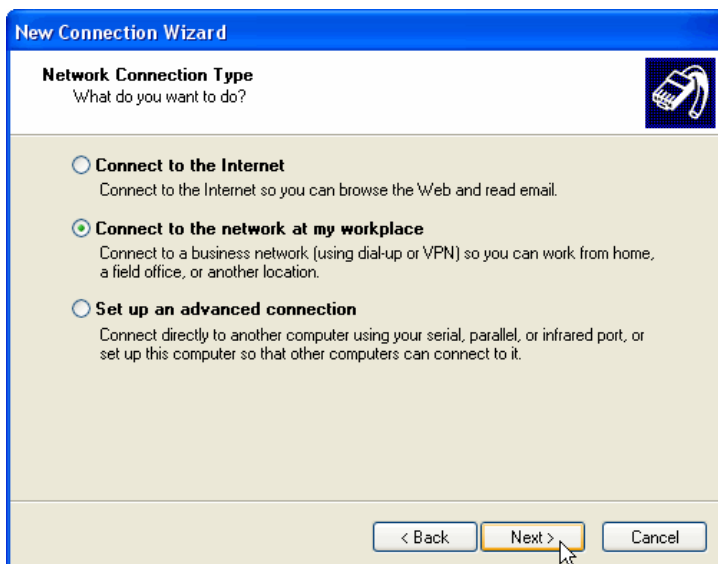 New Connection Wizard
Network Connection Type
What do you want to do?
Connect to the Internet
Connect to the Internet so you can browse the Web and read email.
Connect to the network at my workplace
Connect to a business network (using dial-up or VPN) so you can work from home,
a field office, or another location.
Set up an advanced connection
Connect directly to another computer using your serial, parallel, or infrared port, or
set up this computer so that other computers can connect to it.
< Back
Next >
Cancel